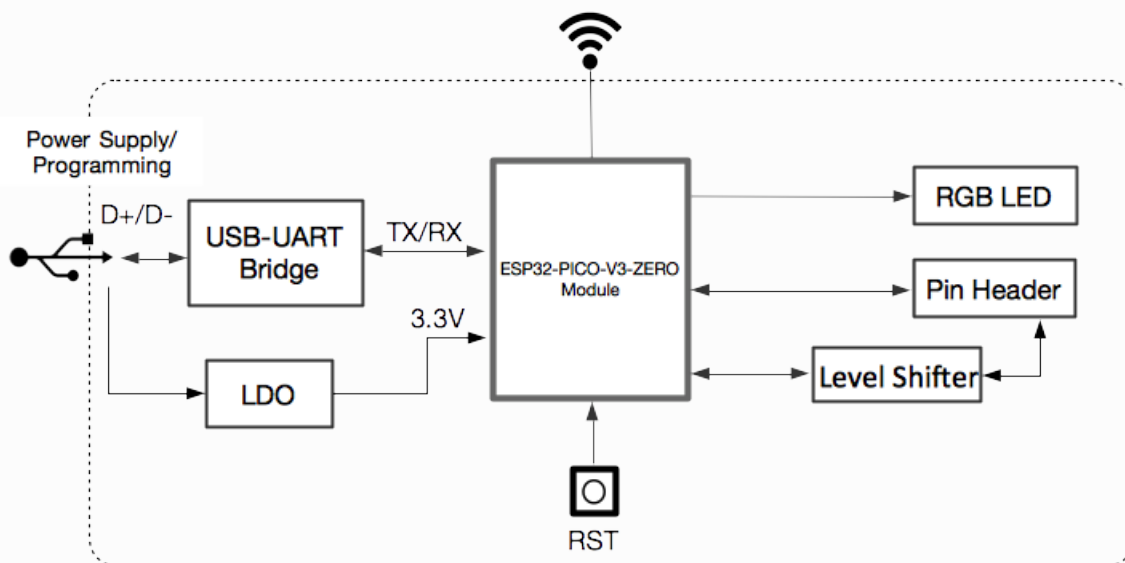 Power Supply/
Programming
D+/D-
USB-UART
Bridge
TX/RX
3.3V
LDO
ESP32-PICO-V3-ZERO
Module
RGB LED
Pin Header
Level Shifter
RST